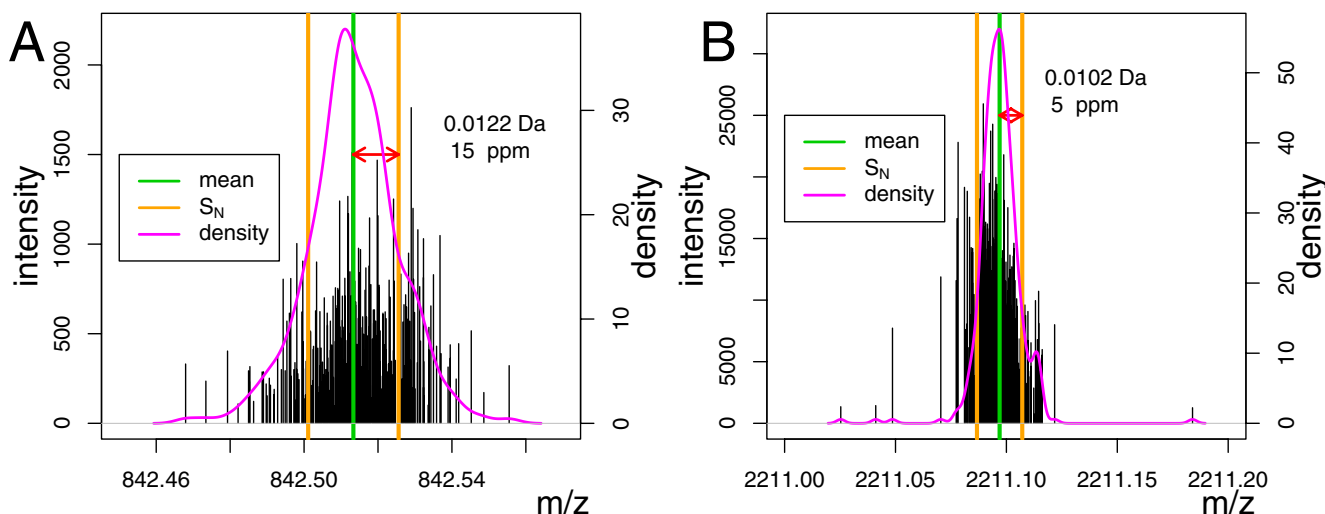 A
intensity
0
500
1000
1500
2000
mean
S_N
density
0.0122 Da
15 ppm
0
10
20
30
density
842.46
842.50
842.54
m/z
B
intensity
0
5000
15000
25000
mean
S_N
density
0.0102 Da
5 ppm
0
10
20
30
40
50
density
2211.00
2211.05
2211.10
2211.15
2211.20
m/z